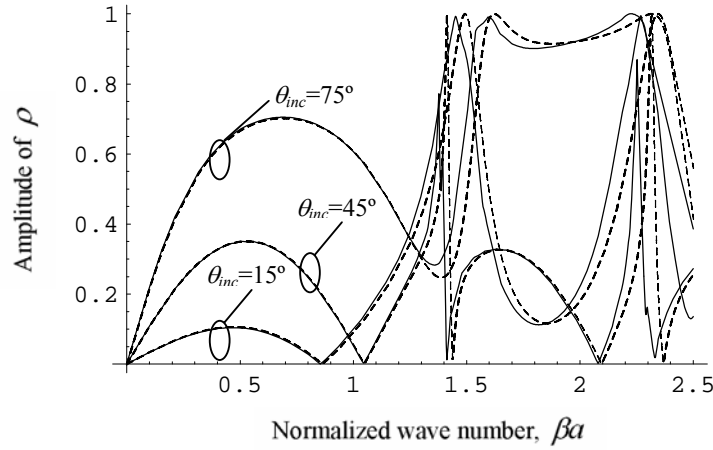 1
0.8
0.6
0.4
0.2
Amplitude of ρ
θinc=75º
θinc=45º
θinc=15º
0.5 1 1.5 2 2.5
Normalized wave number, βa